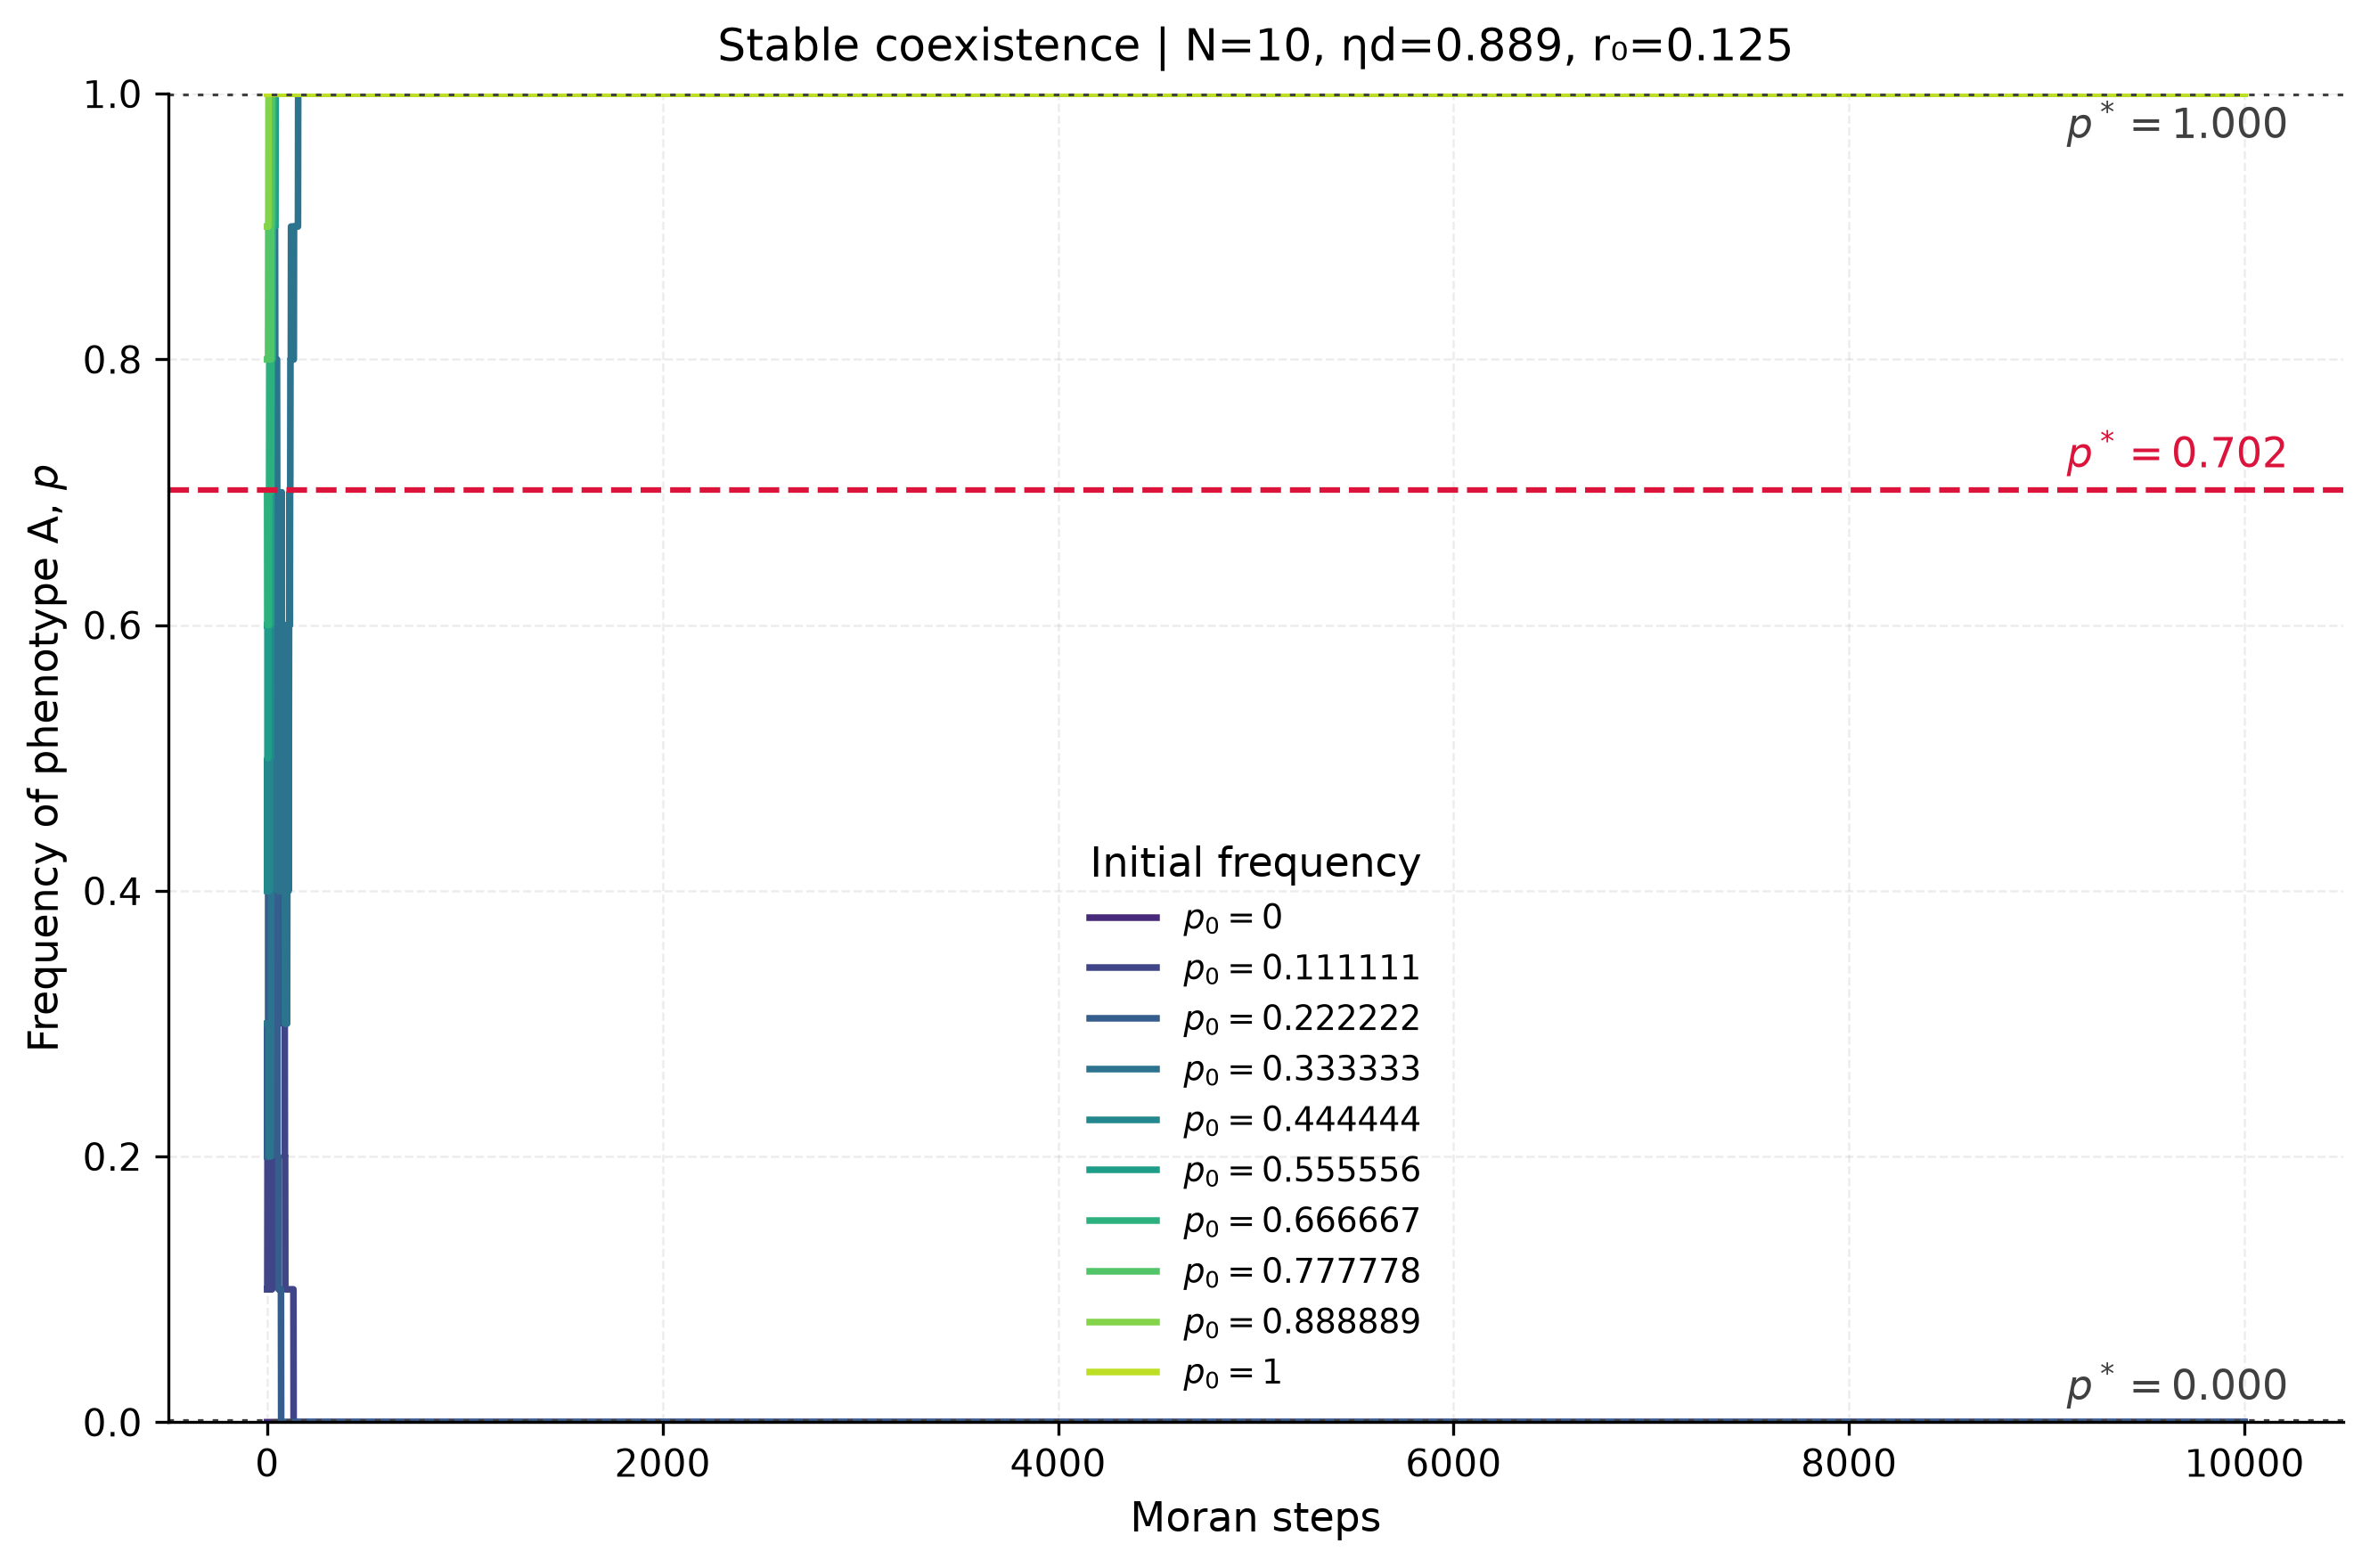 Stable coexistence | N=10, ηd=0.889, r₀=0.125
1.0
0.8
0.6
0.4
0.2
0.0
Frequency of phenotype A, p
p* = 1.000
p* = 0.702
p* = 0.000
Initial frequency
p₀ = 0
p₀ = 0.111111
p₀ = 0.222222
p₀ = 0.333333
p₀ = 0.444444
p₀ = 0.555556
p₀ = 0.666667
p₀ = 0.777778
p₀ = 0.888889
p₀ = 1
0 2000 4000 6000 8000 10000
Moran steps